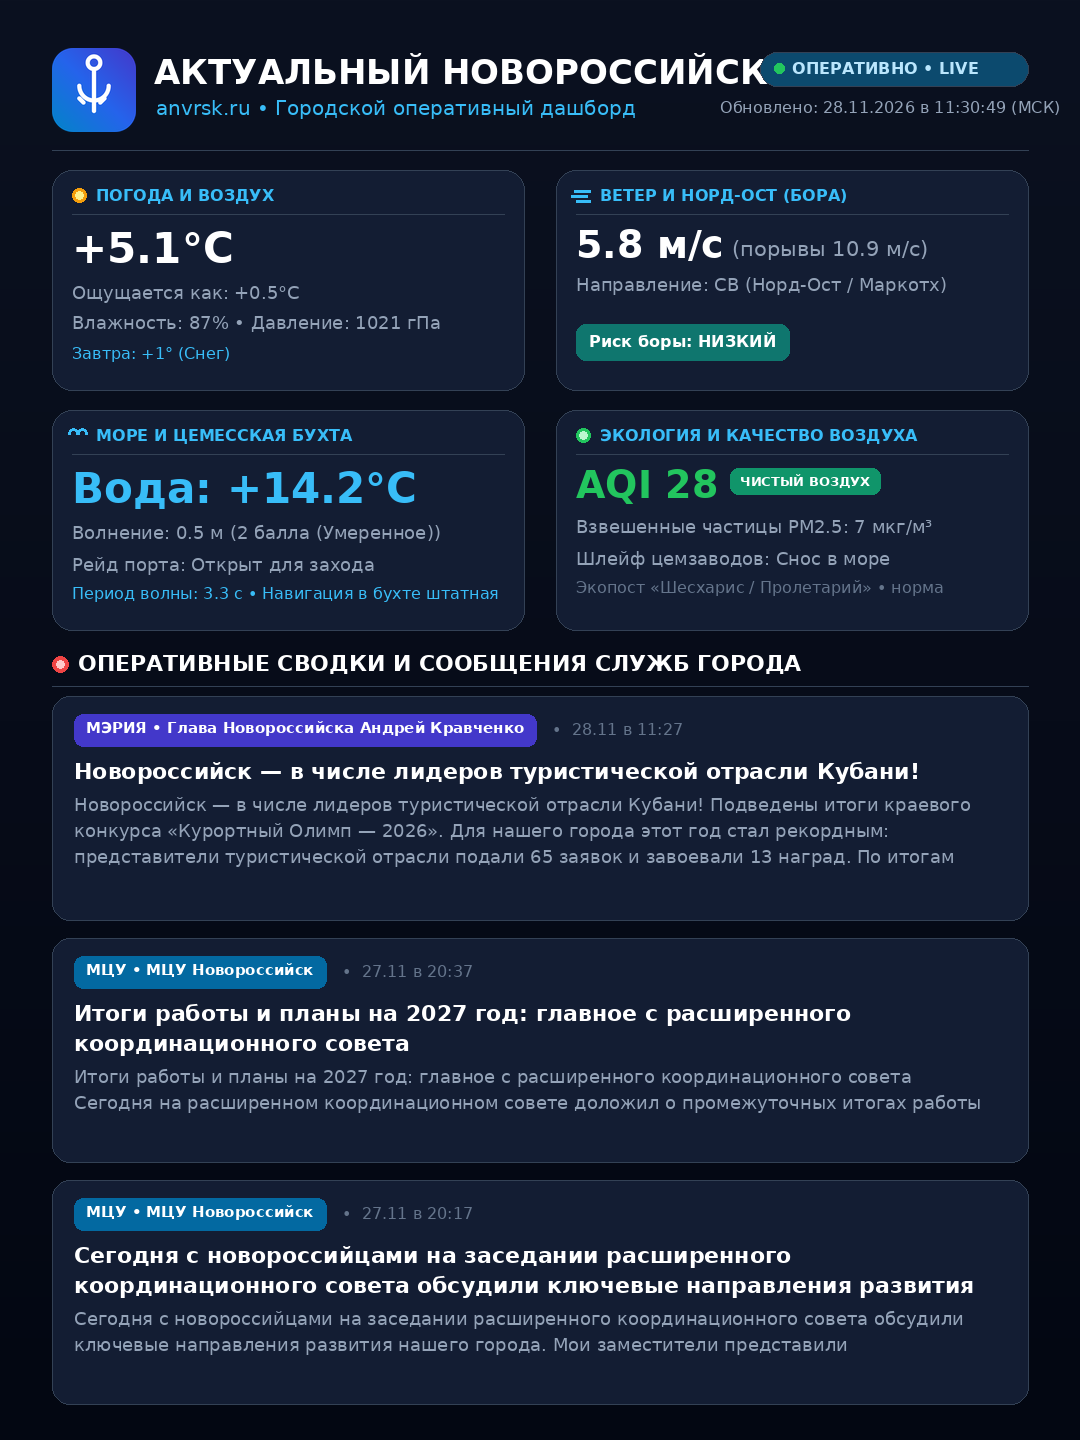 АКТУАЛЬНЫЙ НОВОРОССИЙСК
ОПЕРАТИВНО • LIVE
anvrsk.ru • Городской оперативный дашборд
Обновлено: 28.11.2026 в 11:30:49 (МСК)
ПОГОДА И ВОЗДУХ
+5.1°C
Ощущается как: +0.5°C
Влажность: 87% • Давление: 1021 гПа
Завтра: +1° (Снег)
ВЕТЕР И НОРД-ОСТ (БОРА)
5.8 м/с (порывы 10.9 м/с)
Направление: СВ (Норд-Ост / Маркотх)
Риск боры: НИЗКИЙ
МОРЕ И ЦЕМЕССКАЯ БУХТА
Вода: +14.2°C
Волнение: 0.5 м (2 балла (Умеренное))
Рейд порта: Открыт для захода
Период волны: 3.3 с • Навигация в бухте штатная
ЭКОЛОГИЯ И КАЧЕСТВО ВОЗДУХА
AQI 28 ЧИСТЫЙ ВОЗДУХ
Взвешенные частицы PM2.5: 7 мкг/м³
Шлейф цемзаводов: Снос в море
Экопост «Шесхарис / Пролетарий» • норма
ОПЕРАТИВНЫЕ СВОДКИ И СООБЩЕНИЯ СЛУЖБ ГОРОДА
МЭРИЯ • Глава Новороссийска Андрей Кравченко • 28.11 в 11:27
Новороссийск — в числе лидеров туристической отрасли Кубани!
Новороссийск — в числе лидеров туристической отрасли Кубани! Подведены итоги краевого
конкурса «Курортный Олимп — 2026». Для нашего города этот год стал рекордным:
представители туристической отрасли подали 65 заявок и завоевали 13 наград. По итогам
МЦУ • МЦУ Новороссийск • 27.11 в 20:37
Итоги работы и планы на 2027 год: главное с расширенного
координационного совета
Итоги работы и планы на 2027 год: главное с расширенного координационного совета
Сегодня на расширенном координационном совете доложил о промежуточных итогах работы
МЦУ • МЦУ Новороссийск • 27.11 в 20:17
Сегодня с новороссийцами на заседании расширенного
координационного совета обсудили ключевые направления развития
Сегодня с новороссийцами на заседании расширенного координационного совета обсудили
ключевые направления развития нашего города. Мои заместители представили